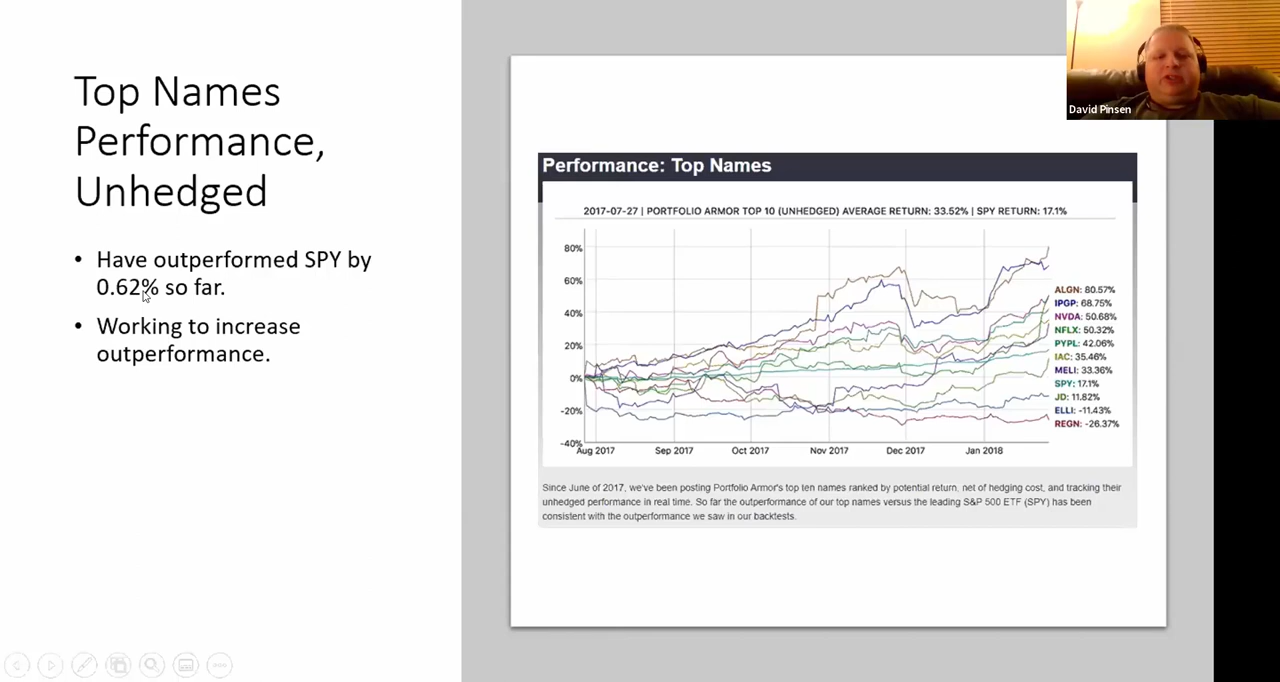 Top Names
Performance,
Unhedged
• Have outperformed SPY by
0.62% so far.
• Working to increase
outperformance.
David Pinsen
Performance: Top Names
2017-07-27 | PORTFOLIO ARMOR TOP 10 (UNHEDGED) AVERAGE RETURN: 33.52% | SPY RETURN: 17.1%
80%
60%
40%
20%
0%
-20%
-40%
Aug 2017 Sep 2017 Oct 2017 Nov 2017 Dec 2017 Jan 2018
ALGN: 80.57%
IPGP: 68.75%
NVDA: 50.68%
NFLX: 50.32%
PYPL: 42.06%
IAC: 35.46%
MELI: 33.36%
SPY: 17.1%
JD: 11.82%
ELLI: -11.43%
REGN: -26.37%
Since June of 2017, we've been posting Portfolio Armor's top ten names ranked by potential return, net of hedging cost, and tracking their
unhedged performance in real time. So far the outperformance of our top names versus the leading S&P 500 ETF (SPY) has been
consistent with the outperformance we saw in our backtests.